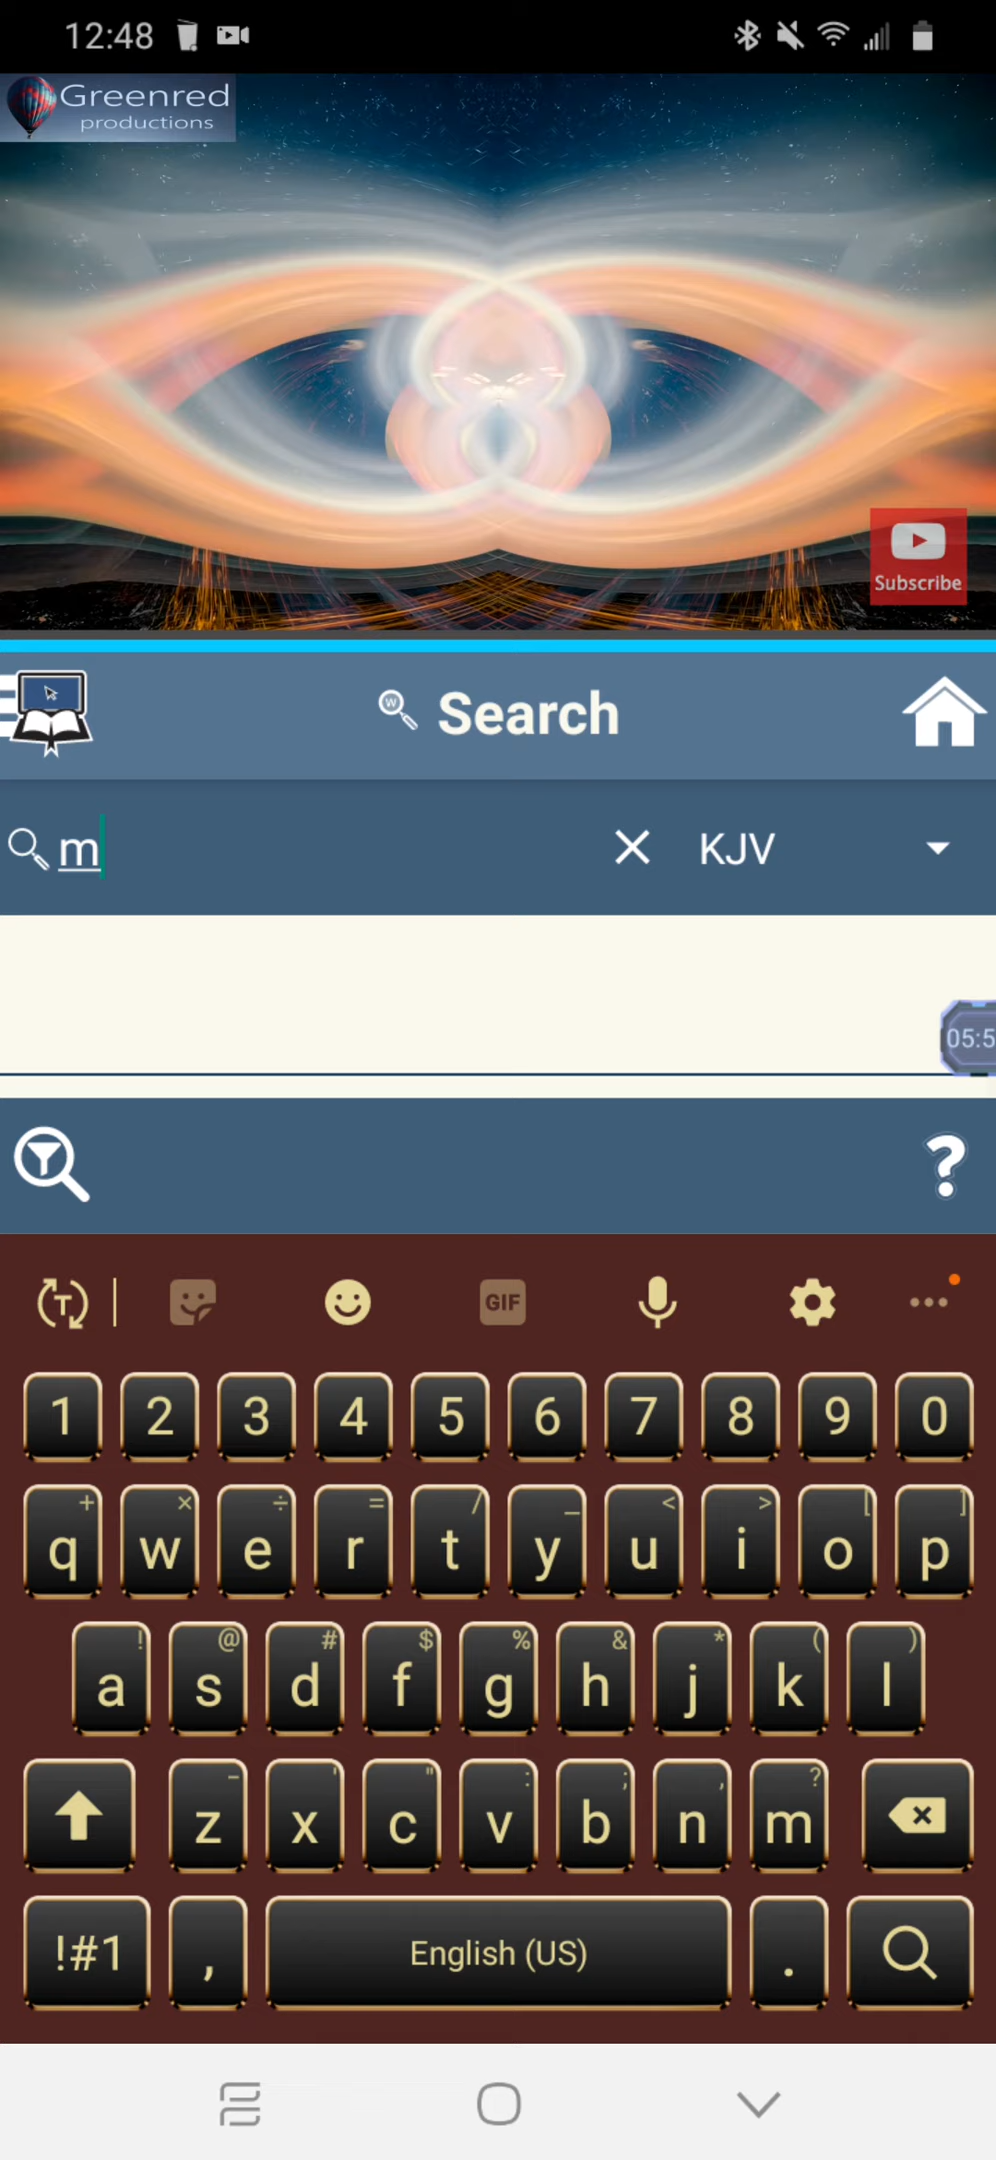 12:48
Greenred
productions
Subscribe
W Search
m KJV
05:5
?
T GIF ...
1 2 3 4 5 6 7 8 9 0
+ × ÷ = / _ < > [ ]
q w e r t y u i o p
! @ # $ % & * ( )
a s d f g h j k l
- ' " : ; , ?
z x c v b n m
!#1 , English (US) .